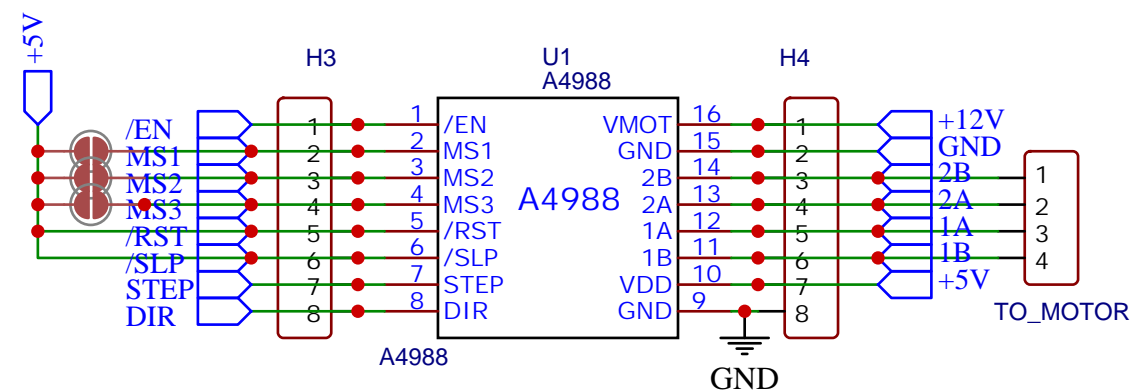 +5V
H3
U1
A4988
H4
/EN
MS1
MS2
MS3
/RST
/SLP
STEP
DIR
1
2
3
4
5
6
7
8
1
2
3
4
5
6
7
8
/EN
MS1
MS2
MS3
/RST
/SLP
STEP
DIR
A4988
VMOT
GND
2B
2A
1A
1B
VDD
GND
16
15
14
13
12
11
10
9
1
2
3
4
5
6
7
8
+12V
GND
2B
2A
1A
1B
+5V
1
2
3
4
TO_MOTOR
A4988
GND